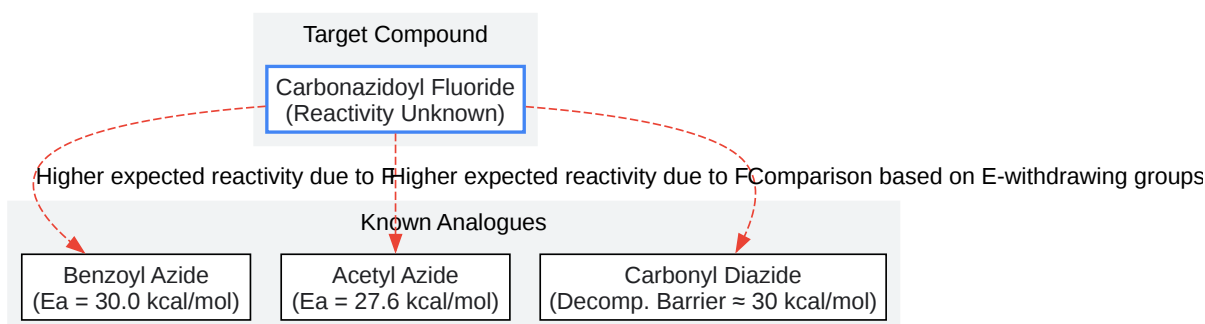 Target Compound
Carbonazidoyl Fluoride
(Reactivity Unknown)
Higher expected reactivity due to F
Higher expected reactivity due to F
Comparison based on E-withdrawing groups
Known Analogues
Benzoyl Azide
(Ea = 30.0 kcal/mol)
Acetyl Azide
(Ea = 27.6 kcal/mol)
Carbonyl Diazide
(Decomp. Barrier ≈ 30 kcal/mol)